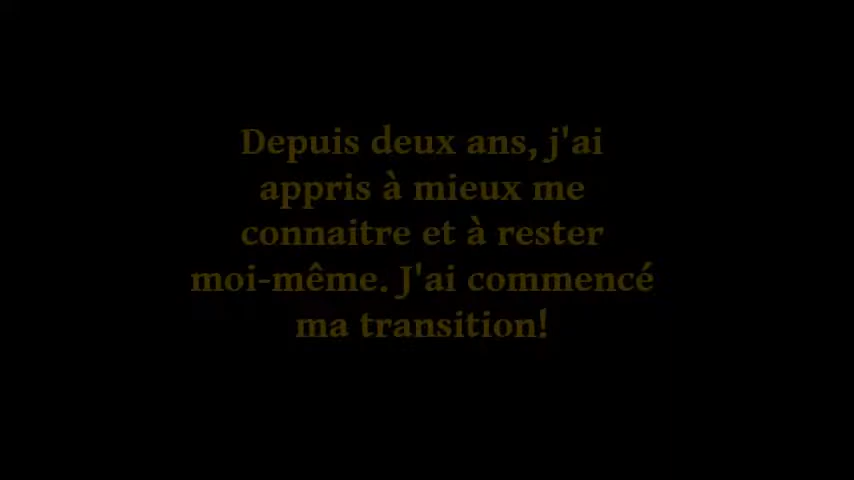 Depuis deux ans, j'ai
appris à mieux me
connaitre et à rester
moi-même. J'ai commencé
ma transition!